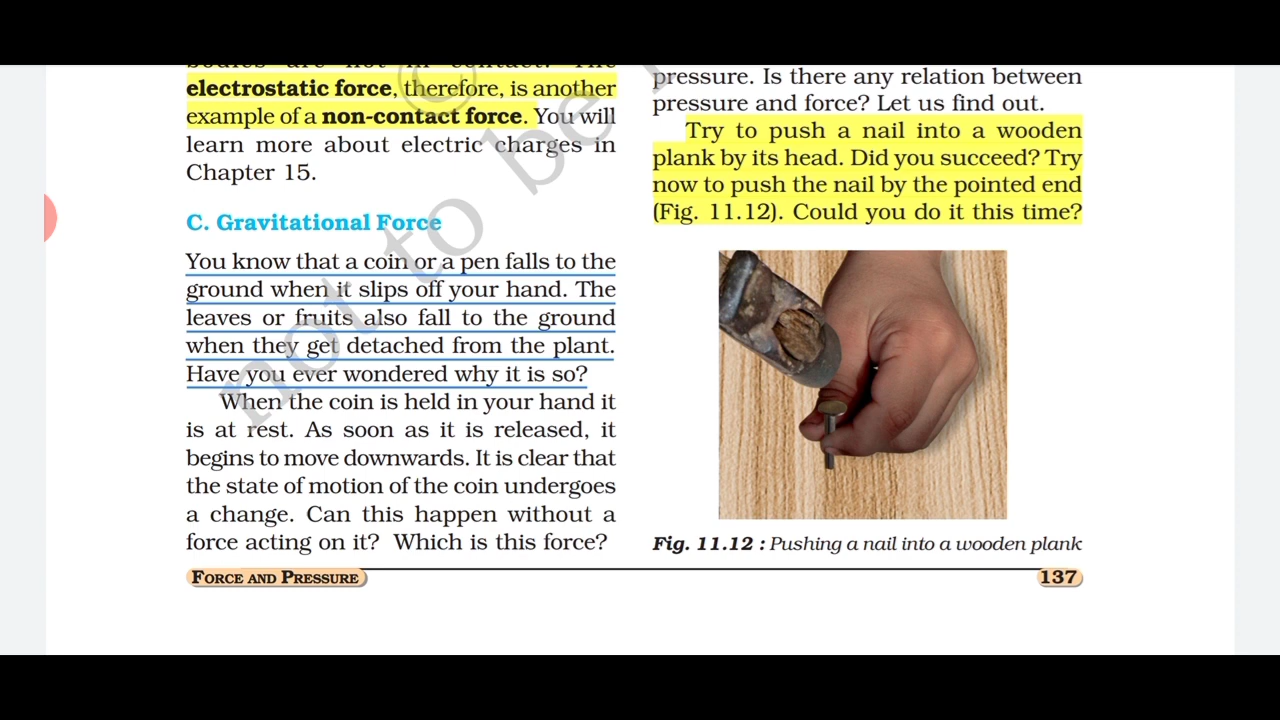 electrostatic force, therefore, is another
example of a non-contact force. You will
learn more about electric charges in
Chapter 15.
C. Gravitational Force
You know that a coin or a pen falls to the
ground when it slips off your hand. The
leaves or fruits also fall to the ground
when they get detached from the plant.
Have you ever wondered why it is so?
When the coin is held in your hand it
is at rest. As soon as it is released, it
begins to move downwards. It is clear that
the state of motion of the coin undergoes
a change. Can this happen without a
force acting on it? Which is this force?
pressure. Is there any relation between
pressure and force? Let us find out.
Try to push a nail into a wooden
plank by its head. Did you succeed? Try
now to push the nail by the pointed end
(Fig. 11.12). Could you do it this time?
Fig. 11.12 : Pushing a nail into a wooden plank
FORCE AND PRESSURE
137
© not to be